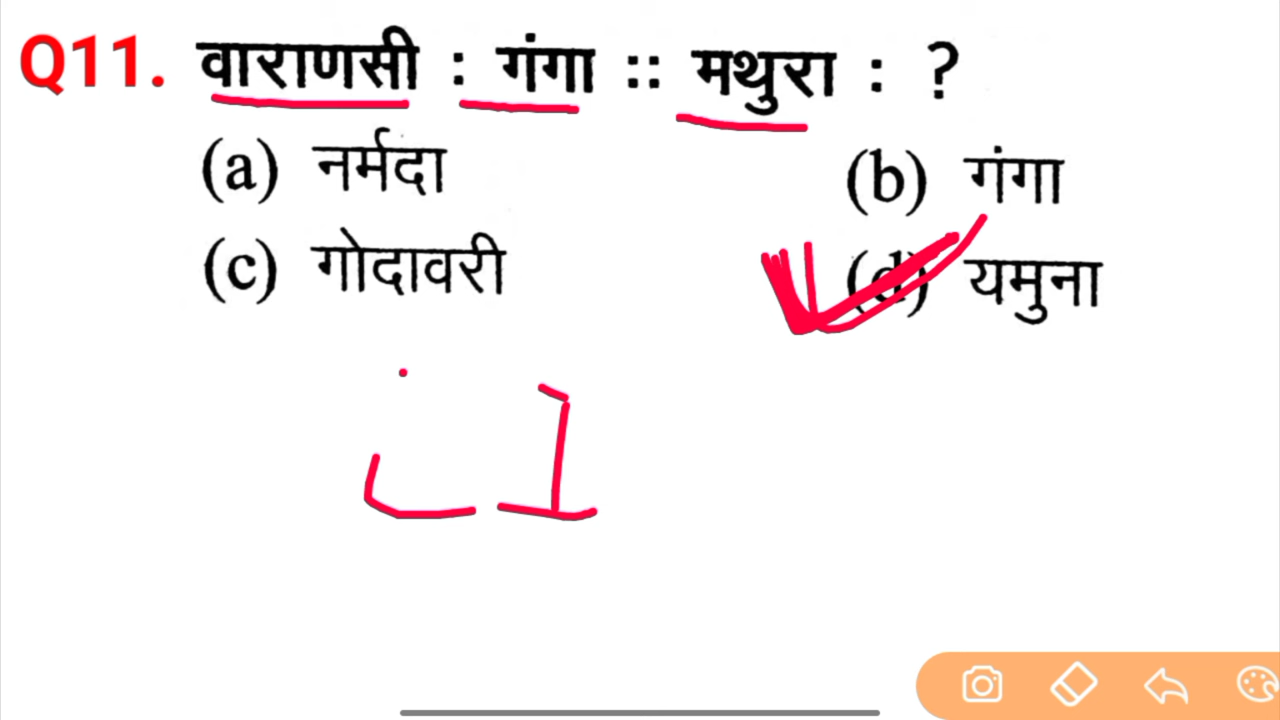 Q11. वाराणसी : गंगा :: मथुरा : ?
(a) नर्मदा (b) गंगा
(c) गोदावरी (d) यमुना